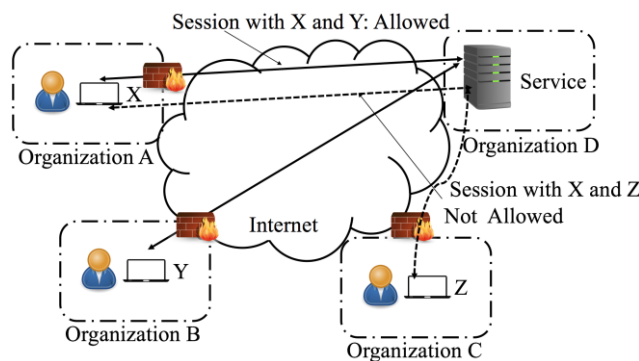 Session with X and Y: Allowed
X
Service
Organization A
Organization D
Session with X and Z
Not Allowed
Internet
Y
Z
Organization B
Organization C